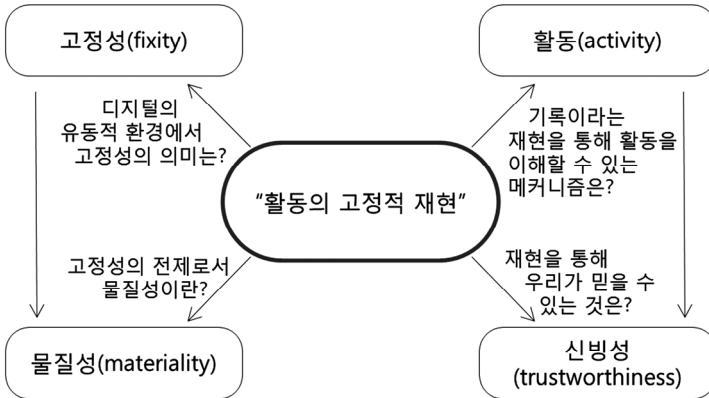 고정성(fixity)
활동(activity)
디지털의
유동적 환경에서
고정성의 의미는?
기록이라는
재현을 통해 활동을
이해할 수 있는
메커니즘은?
"활동의 고정적 재현"
고정성의 전제로서
물질성이란?
재현을 통해
우리가 믿을 수
있는 것은?
물질성(materiality)
신빙성
(trustworthiness)